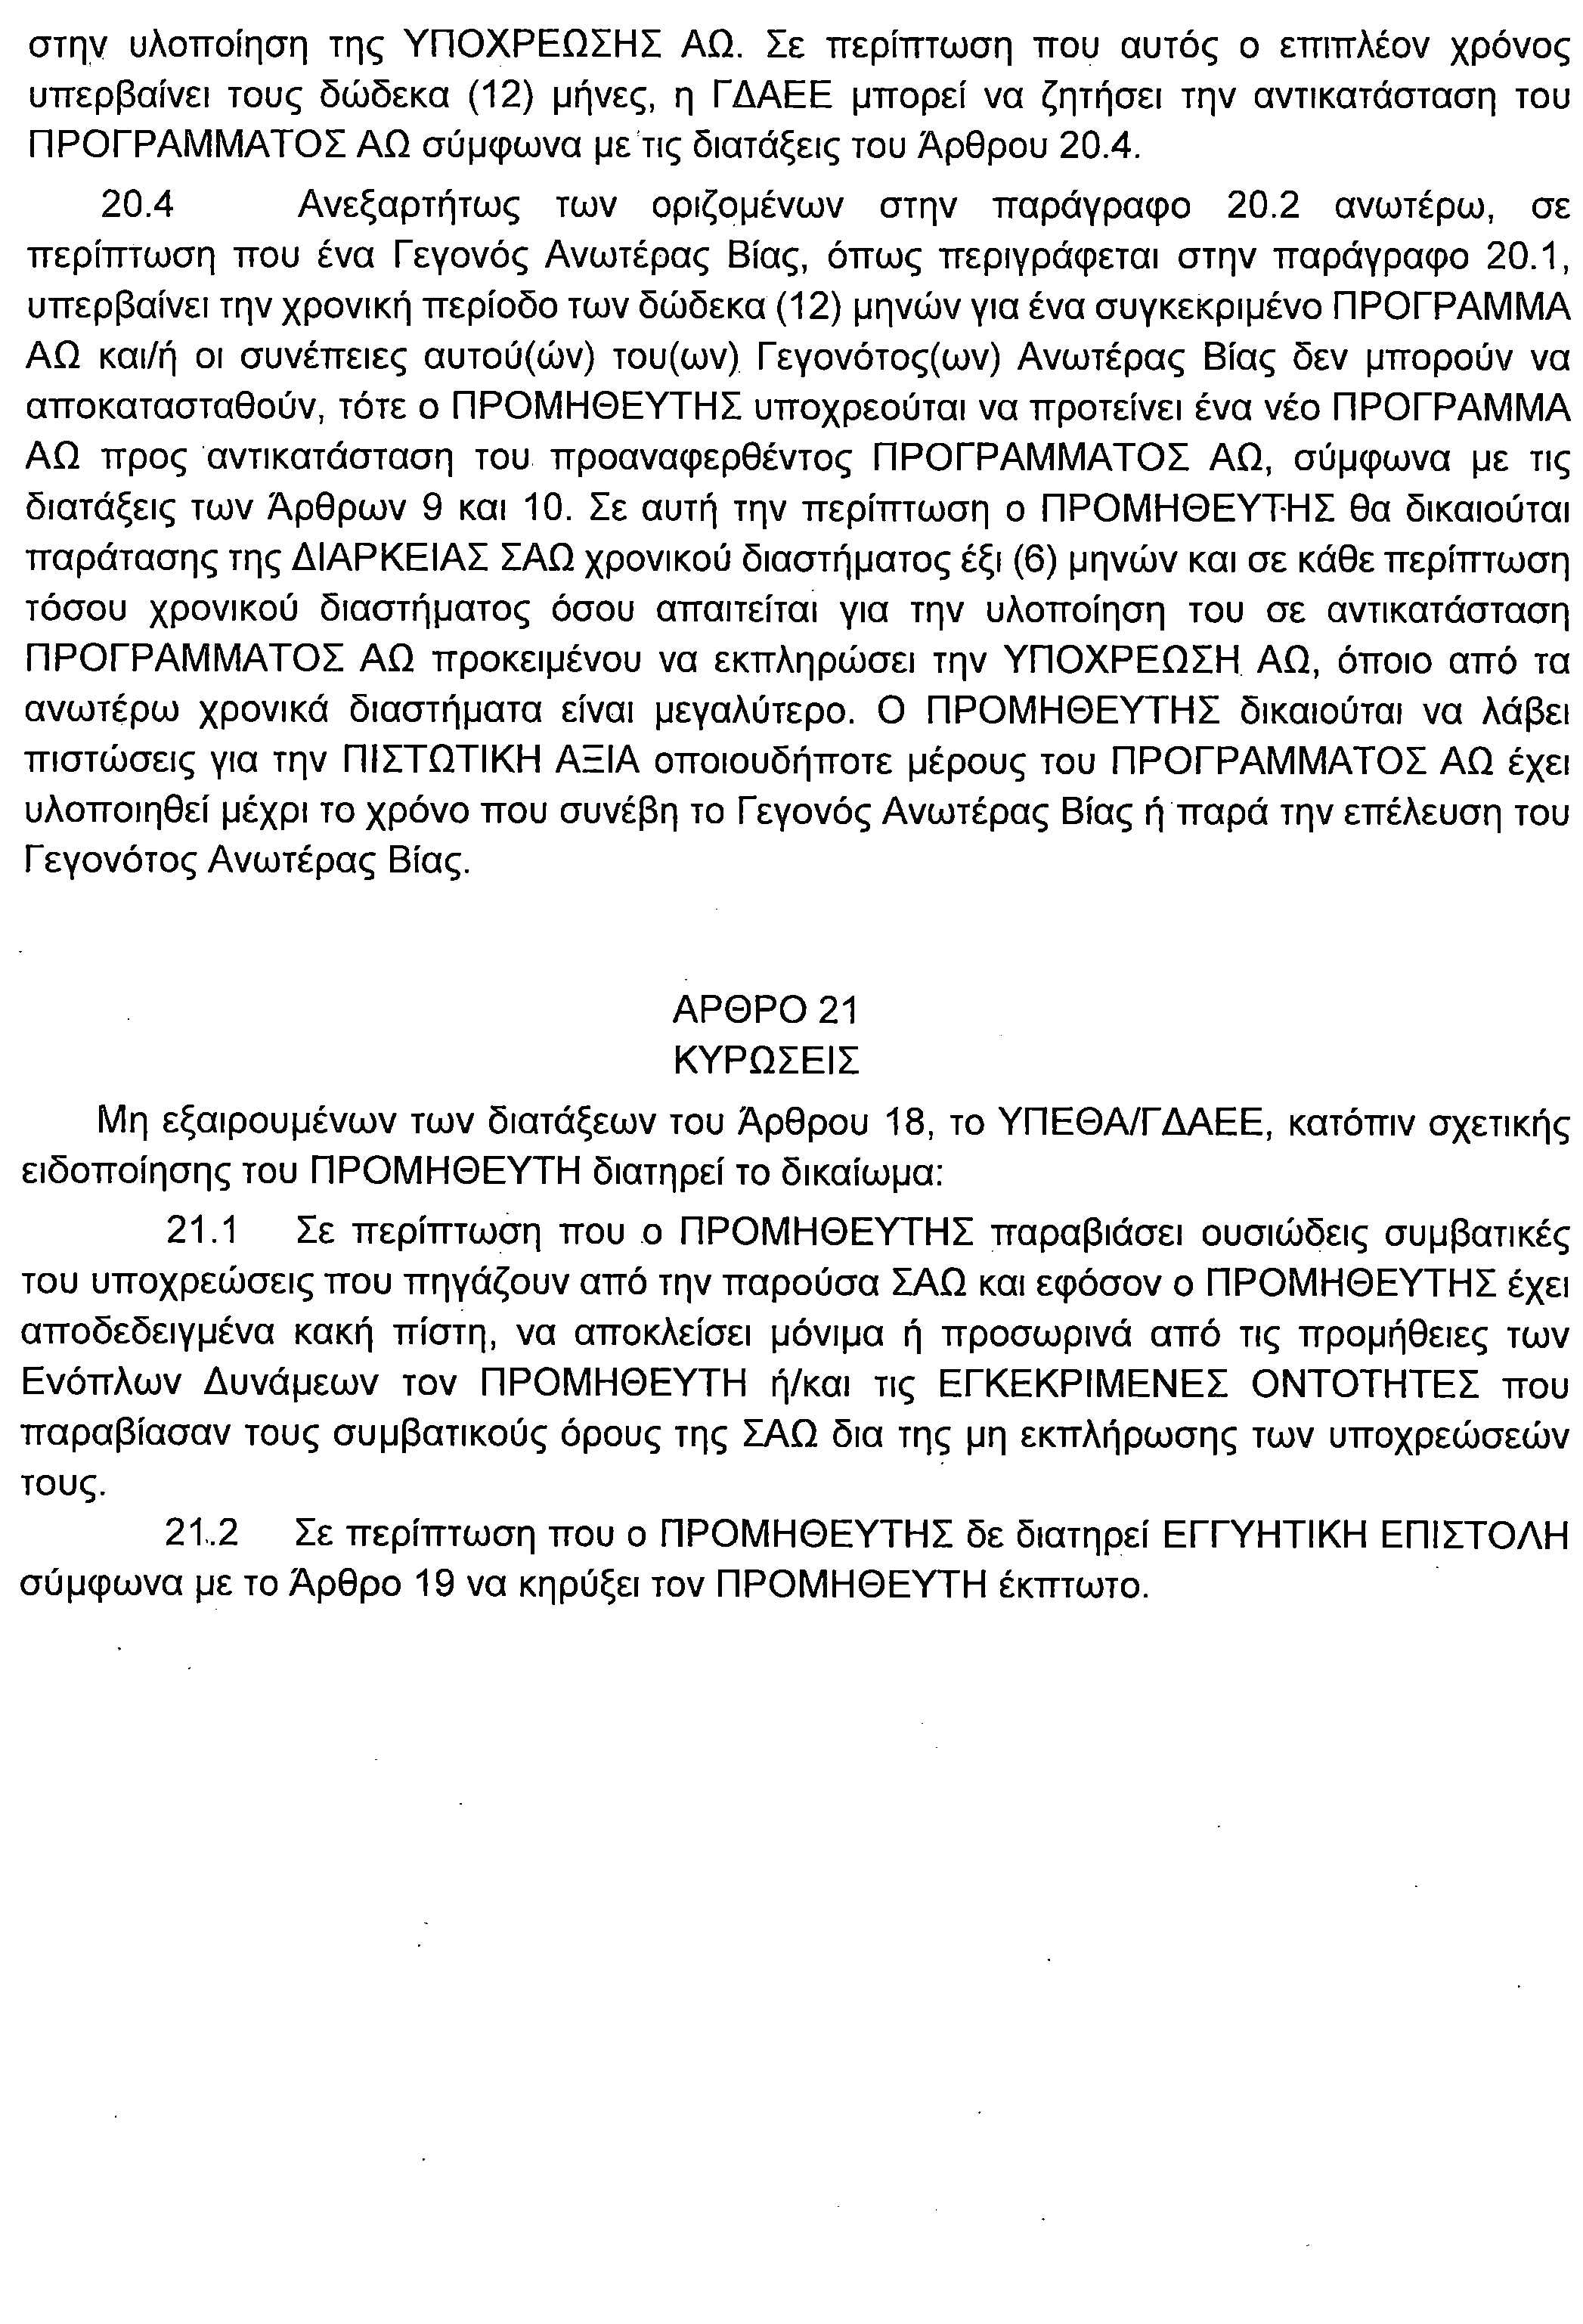 στην υλοποίηση της ΥΠΟΧΡΕΩΣΗΣ ΑΩ. Σε περίπτωση που αυτός ο επιπλέον χρόνος
υπερβαίνει τους δώδεκα (12) μήνες, η ΓΔΑΕΕ μπορεί να ζητήσει την αντικατάσταση του
ΠΡΟΓΡΑΜΜΑΤΟΣ ΑΩ σύμφωνα με τις διατάξεις του Άρθρου 20.4.
20.4 Ανεξαρτήτως των οριζομένων στην παράγραφο 20.2 ανωτέρω, σε
περίπτωση που ένα Γεγονός Ανωτέρας Βίας, όπως περιγράφεται στην παράγραφο 20.1,
υπερβαίνει την χρονική περίοδο των δώδεκα (12) μηνών για ένα συγκεκριμένο ΠΡΟΓΡΑΜΜΑ
ΑΩ και/ή οι συνέπειες αυτού(ών) του(ων) Γεγονότος(ων) Ανωτέρας Βίας δεν μπορούν να
αποκατασταθούν, τότε ο ΠΡΟΜΗΘΕΥΤΗΣ υποχρεούται να προτείνει ένα νέο ΠΡΟΓΡΑΜΜΑ
ΑΩ προς αντικατάσταση του προαναφερθέντος ΠΡΟΓΡΑΜΜΑΤΟΣ ΑΩ, σύμφωνα με τις
διατάξεις των Άρθρων 9 και 10. Σε αυτή την περίπτωση ο ΠΡΟΜΗΘΕΥΤΗΣ θα δικαιούται
παράτασης της ΔΙΑΡΚΕΙΑΣ ΣΑΩ χρονικού διαστήματος έξι (6) μηνών και σε κάθε περίπτωση
τόσου χρονικού διαστήματος όσου απαιτείται για την υλοποίηση του σε αντικατάσταση
ΠΡΟΓΡΑΜΜΑΤΟΣ ΑΩ προκειμένου να εκπληρώσει την ΥΠΟΧΡΕΩΣΗ ΑΩ, όποιο από τα
ανωτέρω χρονικά διαστήματα είναι μεγαλύτερο. Ο ΠΡΟΜΗΘΕΥΤΗΣ δικαιούται να λάβει
πιστώσεις για την ΠΙΣΤΩΤΙΚΗ ΑΞΙΑ οποιουδήποτε μέρους του ΠΡΟΓΡΑΜΜΑΤΟΣ ΑΩ έχει
υλοποιηθεί μέχρι το χρόνο που συνέβη το Γεγονός Ανωτέρας Βίας ή παρά την επέλευση του
Γεγονότος Ανωτέρας Βίας.
ΑΡΘΡΟ 21
ΚΥΡΩΣΕΙΣ
Μη εξαιρουμένων των διατάξεων του Άρθρου 18, το ΥΠΕΘΑ/ΓΔΑΕΕ, κατόπιν σχετικής
ειδοποίησης του ΠΡΟΜΗΘΕΥΤΗ διατηρεί το δικαίωμα:
21.1 Σε περίπτωση που ο ΠΡΟΜΗΘΕΥΤΗΣ παραβιάσει ουσιώδεις συμβατικές
του υποχρεώσεις που πηγάζουν από την παρούσα ΣΑΩ και εφόσον ο ΠΡΟΜΗΘΕΥΤΗΣ έχει
αποδεδειγμένα κακή πίστη, να αποκλείσει μόνιμα ή προσωρινά από τις προμήθειες των
Ενόπλων Δυνάμεων τον ΠΡΟΜΗΘΕΥΤΗ ή/και τις ΕΓΚΕΚΡΙΜΕΝΕΣ ΟΝΤΟΤΗΤΕΣ που
παραβίασαν τους συμβατικούς όρους της ΣΑΩ δια της μη εκπλήρωσης των υποχρεώσεών
τους.
21.2 Σε περίπτωση που ο ΠΡΟΜΗΘΕΥΤΗΣ δε διατηρεί ΕΓΓΥΗΤΙΚΗ ΕΠΙΣΤΟΛΗ
σύμφωνα με το Άρθρο 19 να κηρύξει τον ΠΡΟΜΗΘΕΥΤΗ έκπτωτο.